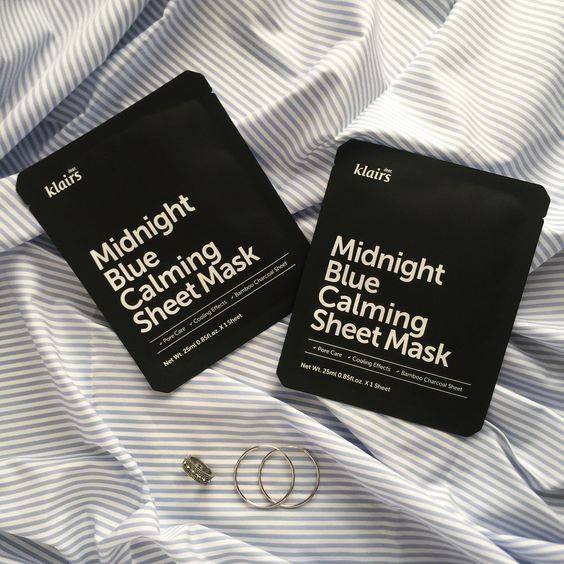 dear,
klairs
Midnight
Blue
Calming
Sheet Mask
✓ Pore Care ✓ Cooling Effects ✓ Bamboo Charcoal Sheet
Net Wt. 25ml 0.85fl.oz. X 1 Sheet
dear,
klairs
Midnight
Blue
Calming
Sheet Mask
✓ Pore Care ✓ Cooling Effects ✓ Bamboo Charcoal Sheet
Net Wt. 25ml 0.85fl.oz. X 1 Sheet